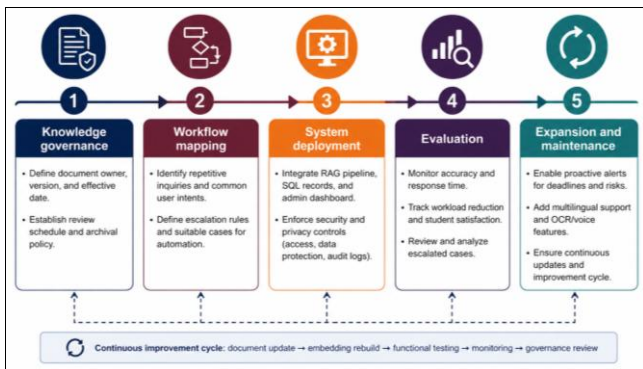 1
2
3
4
5
Knowledge
governance
• Define document owner,
version, and effective
date.
• Establish review
schedule and archival
policy.
Workflow
mapping
• Identify repetitive
inquiries and common
user intents.
• Define escalation rules
and suitable cases for
automation.
System
deployment
• Integrate RAG pipeline,
SQL records, and
admin dashboard.
• Enforce security and
privacy controls
(access, data
protection, audit logs).
Evaluation
• Monitor accuracy and
response time.
• Track workload reduction
and student satisfaction.
• Review and analyze
escalated cases.
Expansion and
maintenance
• Enable proactive alerts
for deadlines and risks.
• Add multilingual support
and OCR/voice
features.
• Ensure continuous
updates and
improvement cycle.
Continuous improvement cycle: document update → embedding rebuild → functional testing → monitoring → governance review